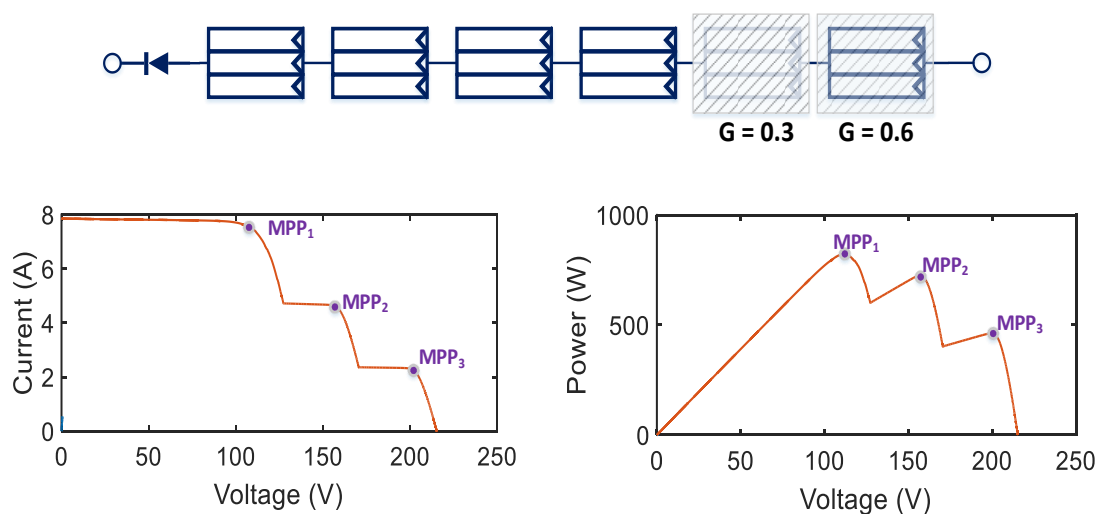 G = 0.3
G = 0.6
Current (A)
8
6
4
2
0
0
50
100
150
200
250
Voltage (V)
MPP₁
MPP₂
MPP₃
Power (W)
1000
500
0
0
50
100
150
200
250
Voltage (V)
MPP₁
MPP₂
MPP₃